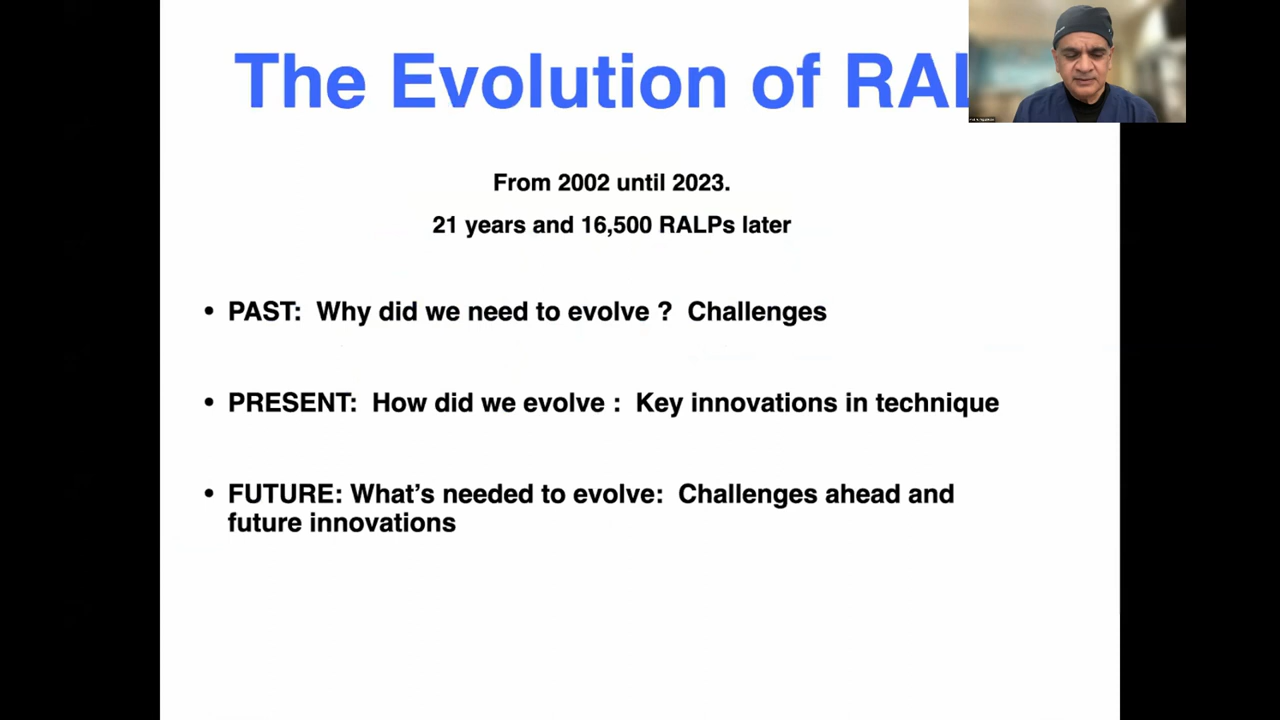 The Evolution of RAL
From 2002 until 2023.
21 years and 16,500 RALPs later
• PAST: Why did we need to evolve ? Challenges
• PRESENT: How did we evolve : Key innovations in technique
• FUTURE: What's needed to evolve: Challenges ahead and
future innovations